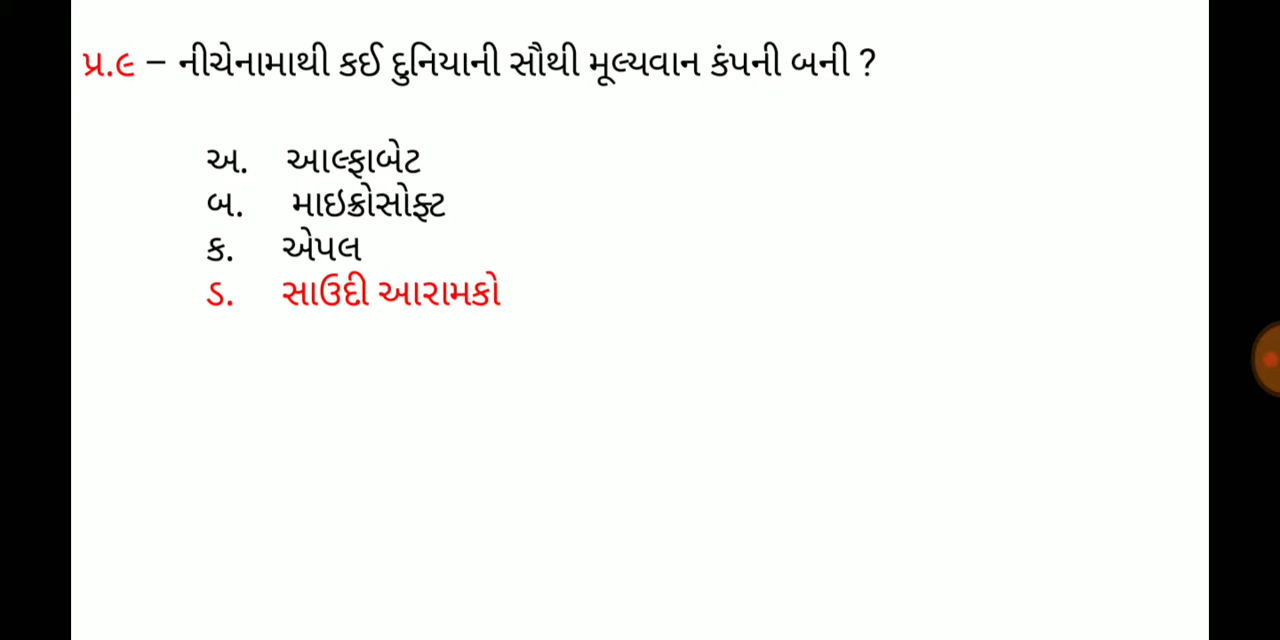 પ્ર.૯ – નીચેનામાથી કઈ દુનિયાની સૌથી મૂલ્યવાન કંપની બની ?
અ. આલ્ફાબેટ
બ. માઇક્રોસોફ્ટ
ક. એપલ
ડ. સાઉદી આરામકો